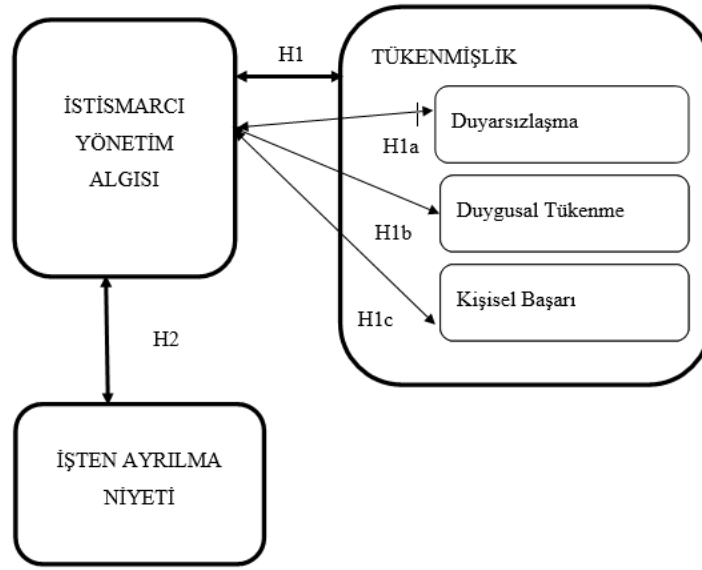 İSTİSMARCI
YÖNETİM
ALGISI
H1
TÜKENMİŞLİK
Duyarsızlaşma
H1a
Duygusal Tükenme
H1b
Kişisel Başarı
H1c
H2
İŞTEN AYRILMA
NİYETİ